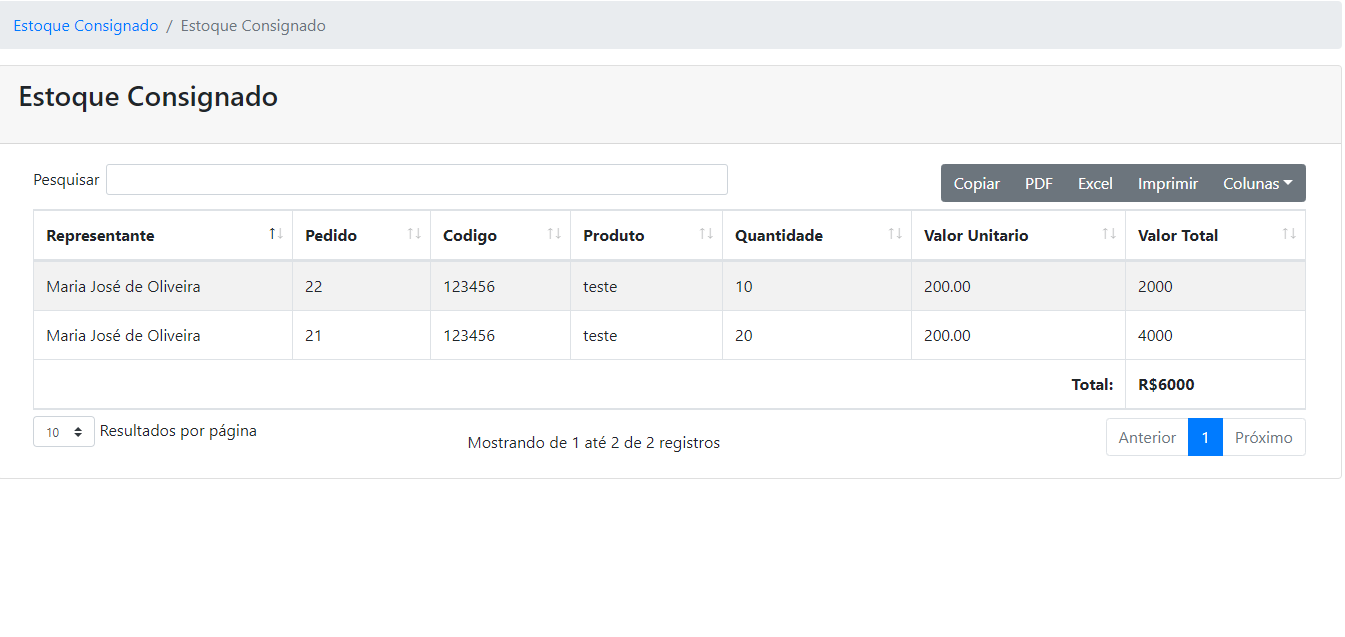 Estoque Consignado / Estoque Consignado
Estoque Consignado
Pesquisar
Copiar PDF Excel Imprimir Colunas
Representante Pedido Codigo Produto Quantidade Valor Unitario Valor Total
Maria José de Oliveira 22 123456 teste 10 200.00 2000
Maria José de Oliveira 21 123456 teste 20 200.00 4000
Total: R$6000
10 Resultados por página
Mostrando de 1 até 2 de 2 registros
Anterior 1 Próximo